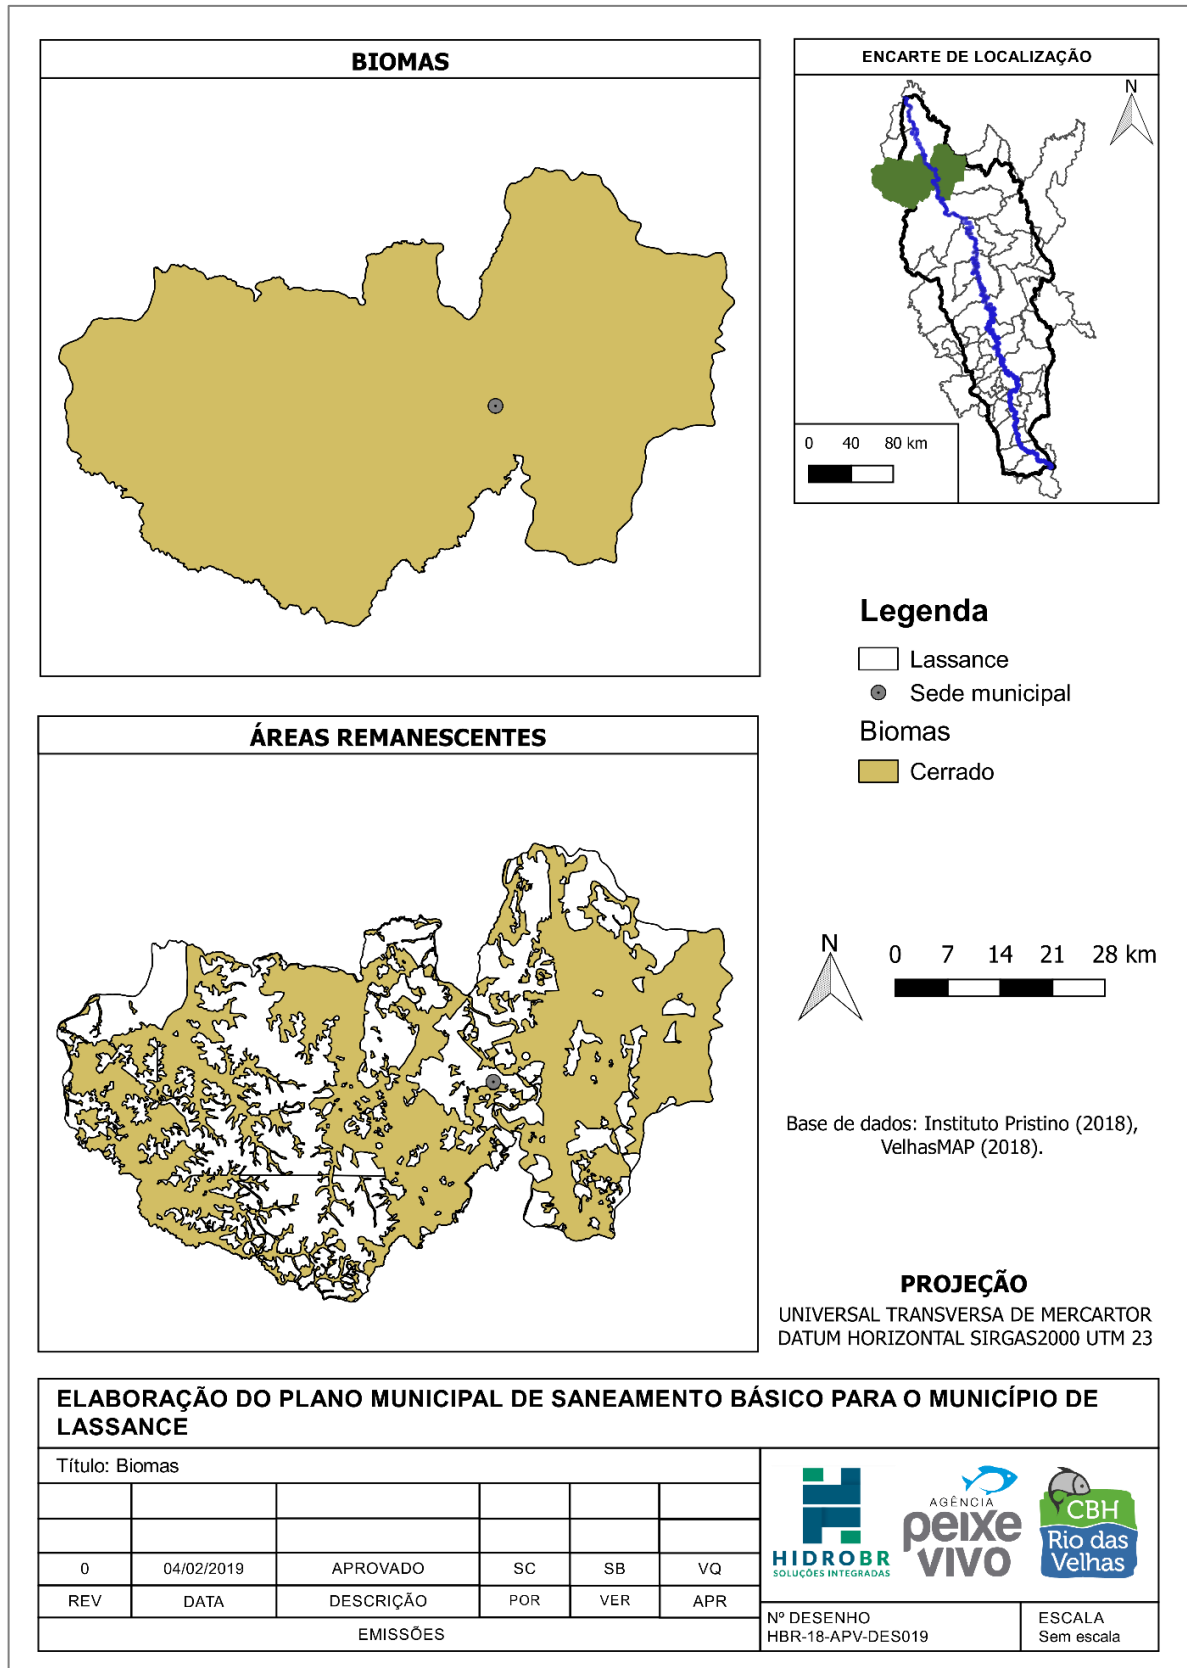 BIOMAS
ENCARTE DE LOCALIZAÇÃO
N
0 40 80 km
Legenda
Lassance
Sede municipal
Biomas
Cerrado
ÁREAS REMANESCENTES
N
0 7 14 21 28 km
Base de dados: Instituto Pristino (2018),
VelhasMAP (2018).
PROJEÇÃO
UNIVERSAL TRANSVERSA DE MERCARTOR
DATUM HORIZONTAL SIRGAS2000 UTM 23
ELABORAÇÃO DO PLANO MUNICIPAL DE SANEAMENTO BÁSICO PARA O MUNICÍPIO DE
LASSANCE
Título: Biomas
0 04/02/2019 APROVADO SC SB VQ
REV DATA DESCRIÇÃO POR VER APR
EMISSÕES
HIDROBR
SOLUÇÕES INTEGRADAS
AGÊNCIA
peixe
VIVO
CBH
Rio das
Velhas
Nº DESENHO
HBR-18-APV-DES019
ESCALA
Sem escala